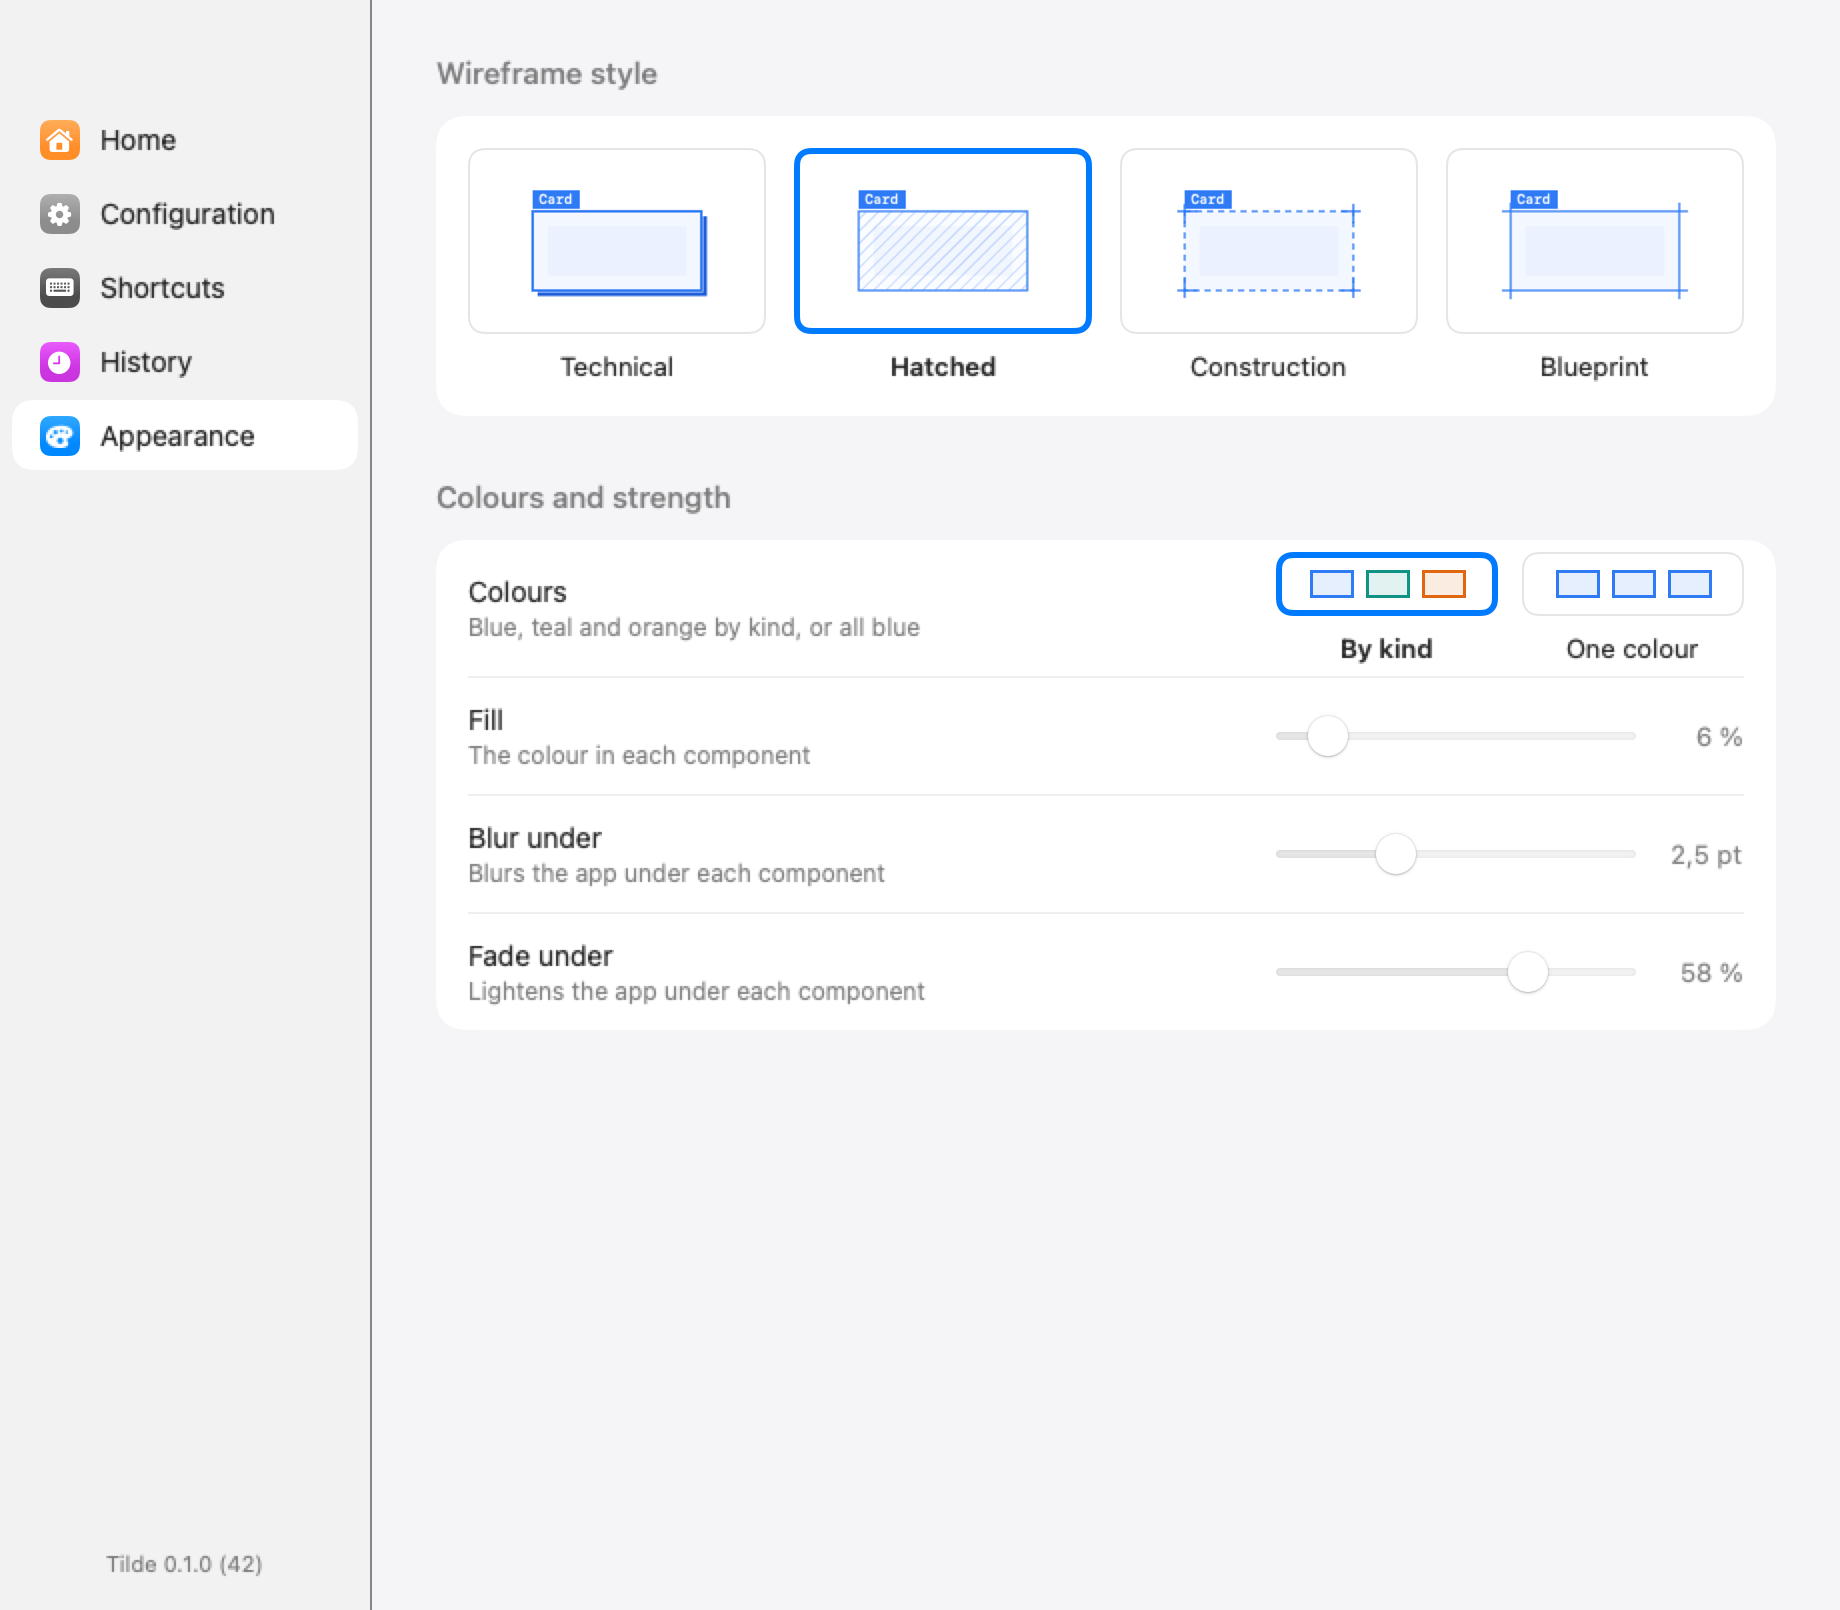 Home
Configuration
Shortcuts
History
Appearance
Tilde 0.1.0 (42)
Wireframe style
Card
Card
Card
Card
Technical
Hatched
Construction
Blueprint
Colours and strength
Colours
Blue, teal and orange by kind, or all blue
By kind
One colour
Fill
The colour in each component
6 %
Blur under
Blurs the app under each component
2,5 pt
Fade under
Lightens the app under each component
58 %